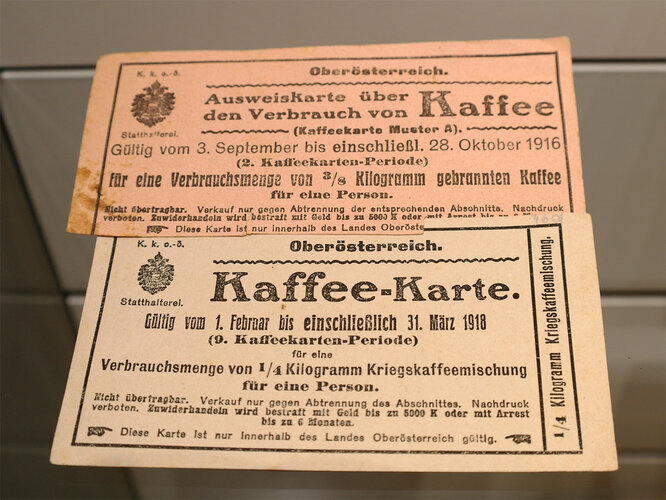 Oberösterreich.
K. k. o.-ö.
Statthalterei.
Ausweiskarte über
den Verbrauch von Kaffee
(Kaffeekarte Muster A).
Gültig vom 3. September bis einschließl. 28. Oktober 1916
(2. Kaffeekarten-Periode)
für eine Verbrauchsmenge von 3/8 Kilogramm gebrannten Kaffee
für eine Person.
Nicht übertragbar. Verkauf nur gegen Abtrennung der entsprechenden Abschnitte. Nachdruck
verboten. Zuwiderhandeln wird bestraft mit Geld bis zu 5000 K oder mit Arrest bis zu 6
Diese Karte ist nur innerhalb des Landes Oberöste
Oberösterreich.
K. k. o.-ö.
Statthalterei.
Kaffee-Karte.
Gültig vom 1. Februar bis einschließlich 31. März 1918
(9. Kaffeekarten-Periode)
für eine
Verbrauchsmenge von 1/4 Kilogramm Kriegskaffeemischung
für eine Person.
Nicht übertragbar. Verkauf nur gegen Abtrennung des Abschnittes. Nachdruck
verboten. Zuwiderhandeln wird bestraft mit Geld bis zu 5000 K oder mit Arrest
bis zu 6 Monaten.
Diese Karte ist nur innerhalb des Landes Oberösterreich gültig.
1/4 Kilogramm Kriegskaffeemischung.